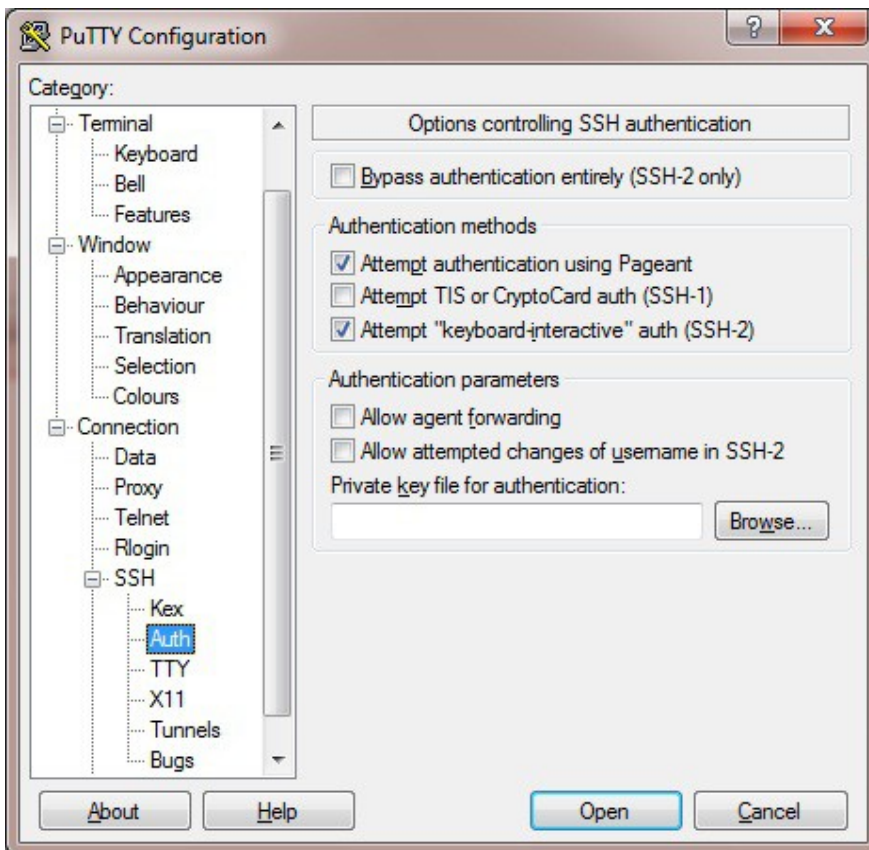 PuTTY Configuration
Category:
Terminal
Keyboard
Bell
Features
Window
Appearance
Behaviour
Translation
Selection
Colours
Connection
Data
Proxy
Telnet
Rlogin
SSH
Kex
Auth
TTY
X11
Tunnels
Bugs
Options controlling SSH authentication
Bypass authentication entirely (SSH-2 only)
Authentication methods
Attempt authentication using Pageant
Attempt TIS or CryptoCard auth (SSH-1)
Attempt "keyboard-interactive" auth (SSH-2)
Authentication parameters
Allow agent forwarding
Allow attempted changes of username in SSH-2
Private key file for authentication:
Browse...
About
Help
Open
Cancel